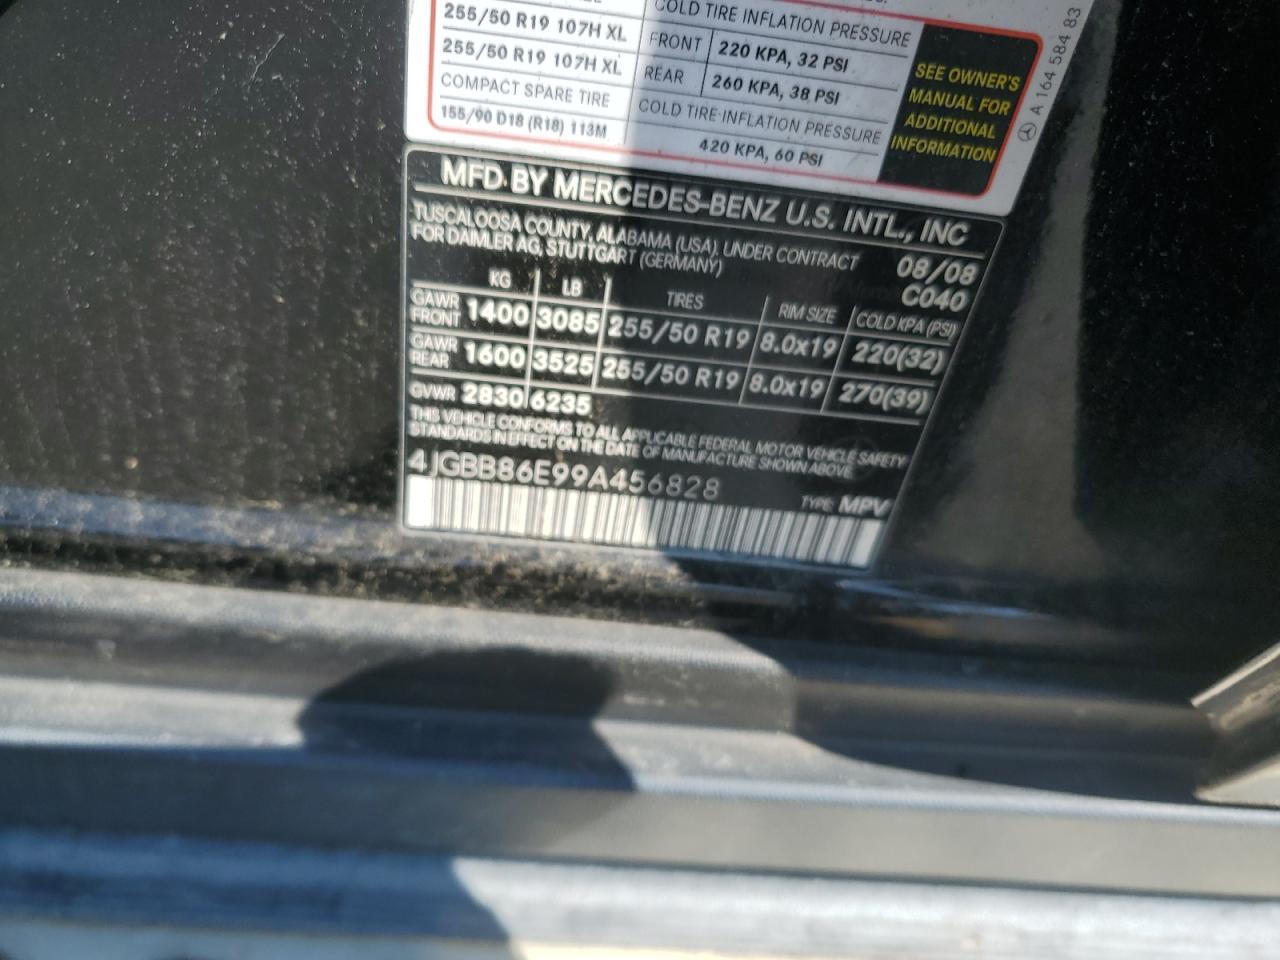 COLD TIRE INFLATION PRESSURE
255/50 R19 107H XL FRONT 220 KPA, 32 PSI
255/50 R19 107H XL REAR 260 KPA, 38 PSI
COMPACT SPARE TIRE COLD TIRE INFLATION PRESSURE
155/90 D18 (R18) 113M 420 KPA, 60 PSI
SEE OWNER'S
MANUAL FOR
ADDITIONAL
INFORMATION
A 164 584 83
MFD. BY MERCEDES-BENZ U.S. INTL., INC
TUSCALOOSA COUNTY, ALABAMA (USA), UNDER CONTRACT
FOR DAIMLER AG, STUTTGART (GERMANY)
08/08
C040
KG LB TIRES RIM SIZE COLD KPA (PSI)
GAWR FRONT 1400 3085 255/50 R19 8.0x19 220(32)
GAWR REAR 1600 3525 255/50 R19 8.0x19 270(39)
GVWR 2830 6235
THIS VEHICLE CONFORMS TO ALL APPLICABLE FEDERAL MOTOR VEHICLE SAFETY
STANDARDS IN EFFECT ON THE DATE OF MANUFACTURE SHOWN ABOVE
4JGBB86E99A456828
TYPE: MPV